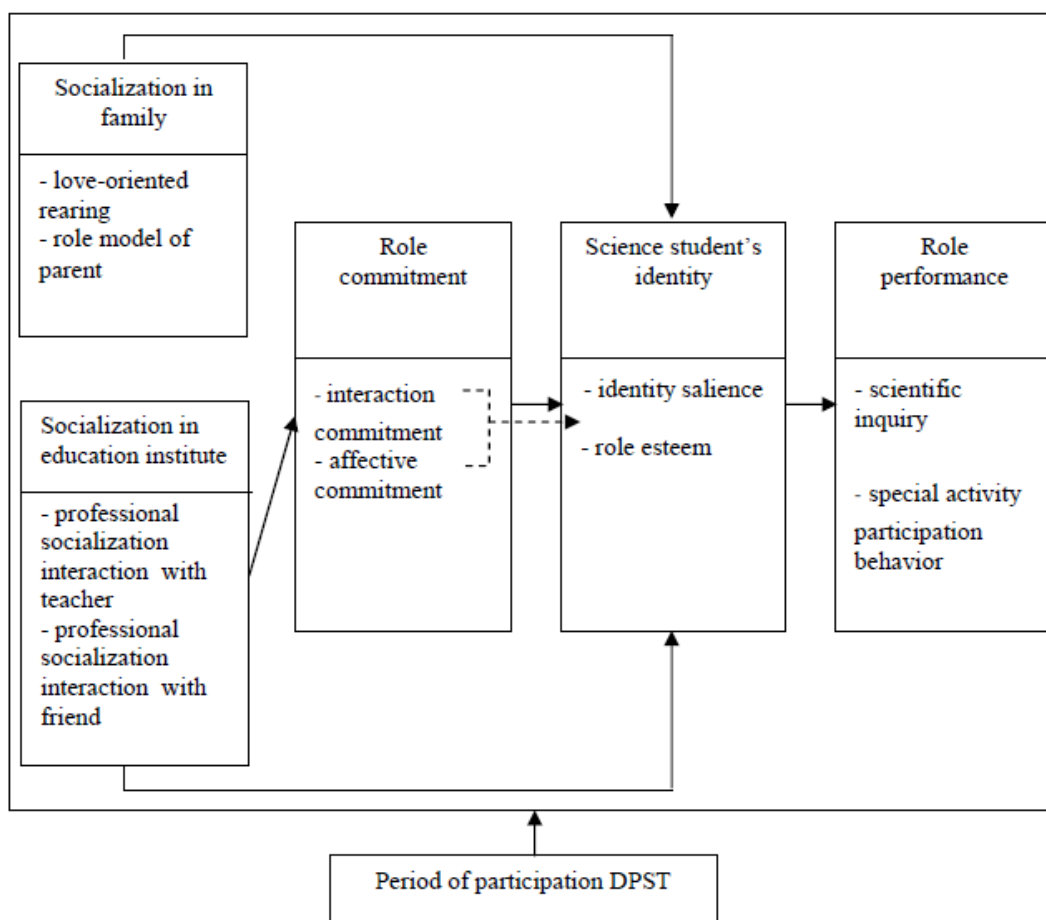 Socialization in
family
- love-oriented
rearing
- role model of
parent
Socialization in
education institute
- professional
socialization
interaction with
teacher
- professional
socialization
interaction with
friend
Role
commitment
- interaction
commitment
- affective
commitment
Science student's
identity
- identity salience
- role esteem
Role
performance
- scientific
inquiry
- special activity
participation
behavior
Period of participation DPST